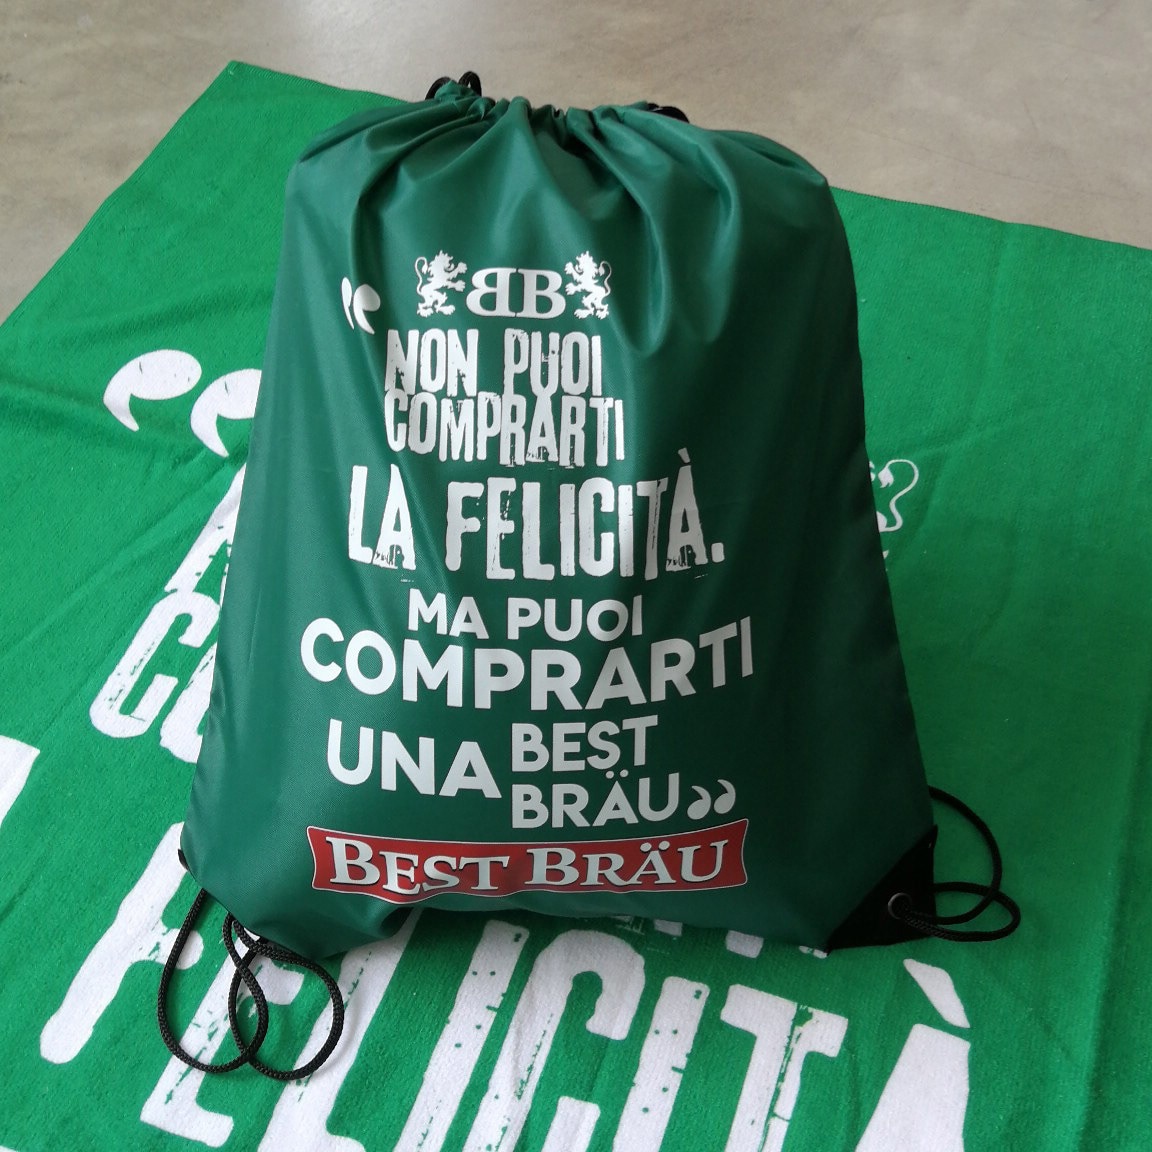 BB
“NON PUOI
COMPRARTI
LA FELICITÀ.
MA PUOI
COMPRARTI
UNA BEST
BRÄU”
BEST BRÄU
“
FELICITÀ